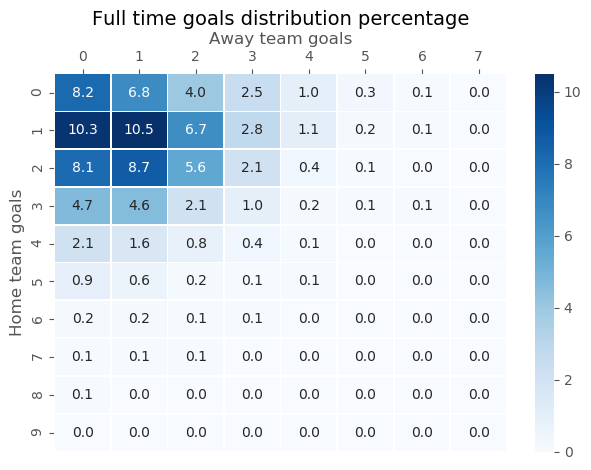 Full time goals distribution percentage
Away team goals
0 1 2 3 4 5 6 7
0 8.2 6.8 4.0 2.5 1.0 0.3 0.1 0.0
1 10.3 10.5 6.7 2.8 1.1 0.2 0.1 0.0
2 8.1 8.7 5.6 2.1 0.4 0.1 0.0 0.0
3 4.7 4.6 2.1 1.0 0.2 0.1 0.1 0.0
4 2.1 1.6 0.8 0.4 0.1 0.0 0.0 0.0
5 0.9 0.6 0.2 0.1 0.1 0.0 0.0 0.0
6 0.2 0.2 0.1 0.1 0.0 0.0 0.0 0.0
7 0.1 0.1 0.1 0.0 0.0 0.0 0.0 0.0
8 0.1 0.0 0.0 0.0 0.0 0.0 0.0 0.0
9 0.0 0.0 0.0 0.0 0.0 0.0 0.0 0.0
Home team goals
10
8
6
4
2
0